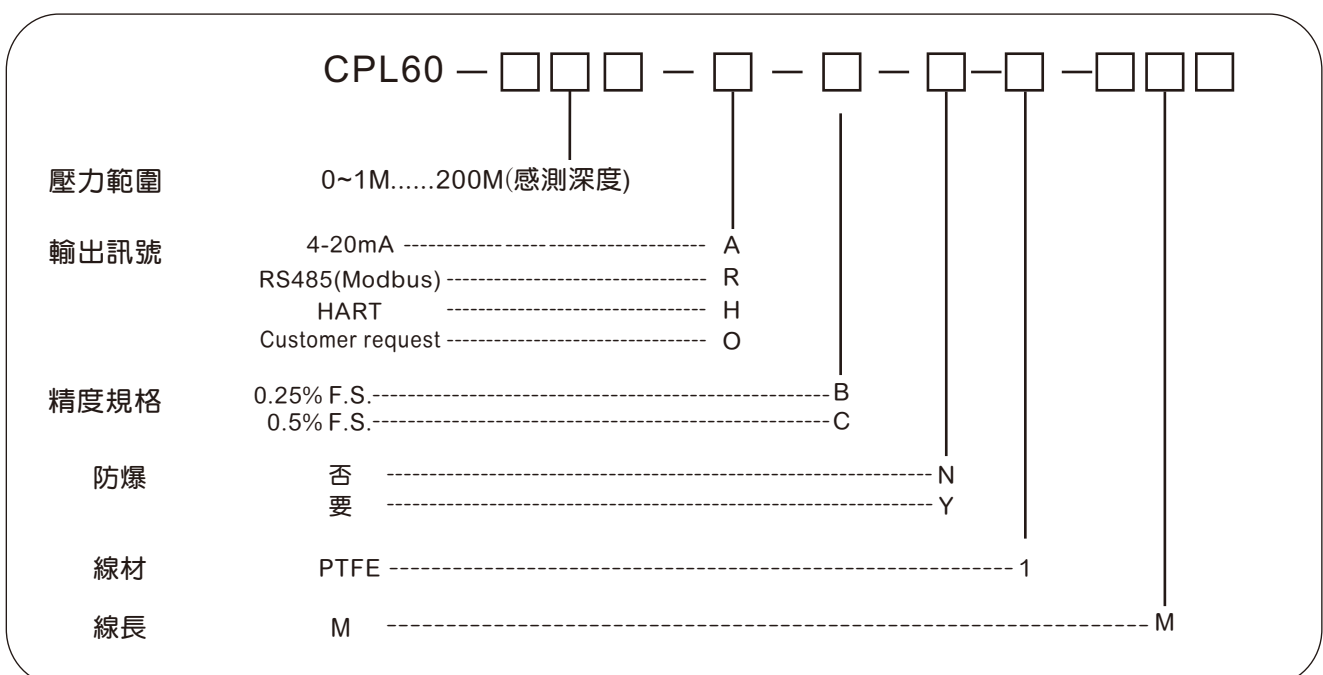 CPL60 — □□□ — □ — □ — □—□ —□□□
壓力範圍 0~1M......200M(感測深度)
輸出訊號 4-20mA A
RS485(Modbus) R
HART H
Customer request O
精度規格 0.25% F.S. B
0.5% F.S. C
防爆 否 N
要 Y
線材 PTFE 1
線長 M M